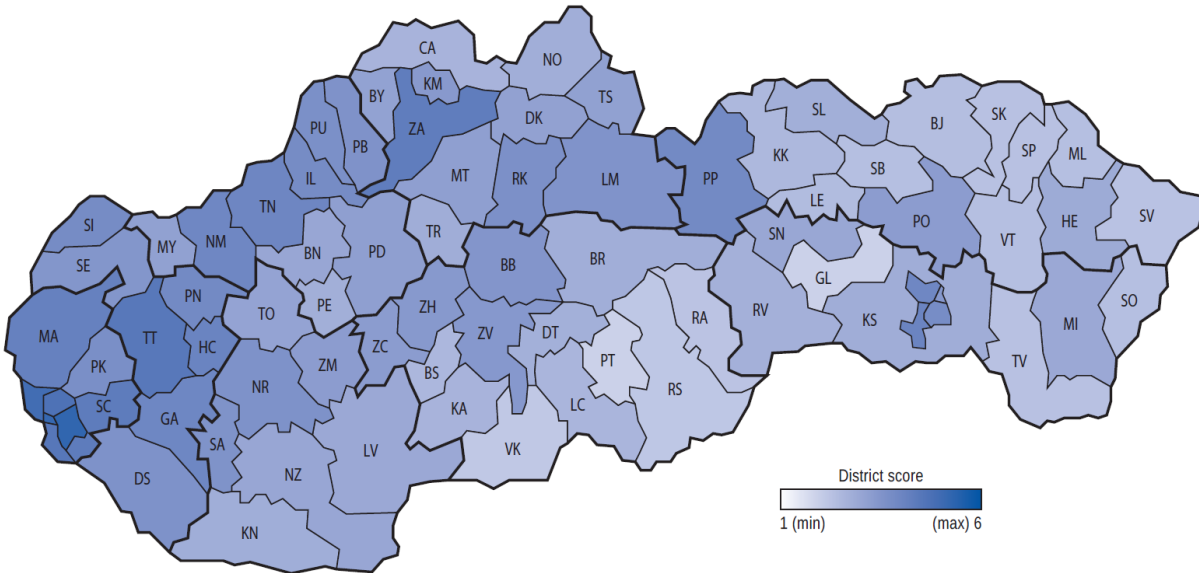 CA
NO
KM
BY
TS
DK
SL
PU
ZA
BJ
SK
PB
SP
ML
KK
SB
IL
MT
RK
LM
PP
LE
TN
PO
HE
SV
SI
MY
NM
TR
SN
VT
BN
PD
BR
SE
BB
GL
PN
PE
ZH
RV
SO
TO
KS
RA
MI
MA
TT
HC
ZC
ZV
DT
PK
ZM
BS
PT
TV
NR
RS
SC
KA
LC
GA
SA
LV
VK
DS
NZ
KN
District score
1 (min) (max) 6